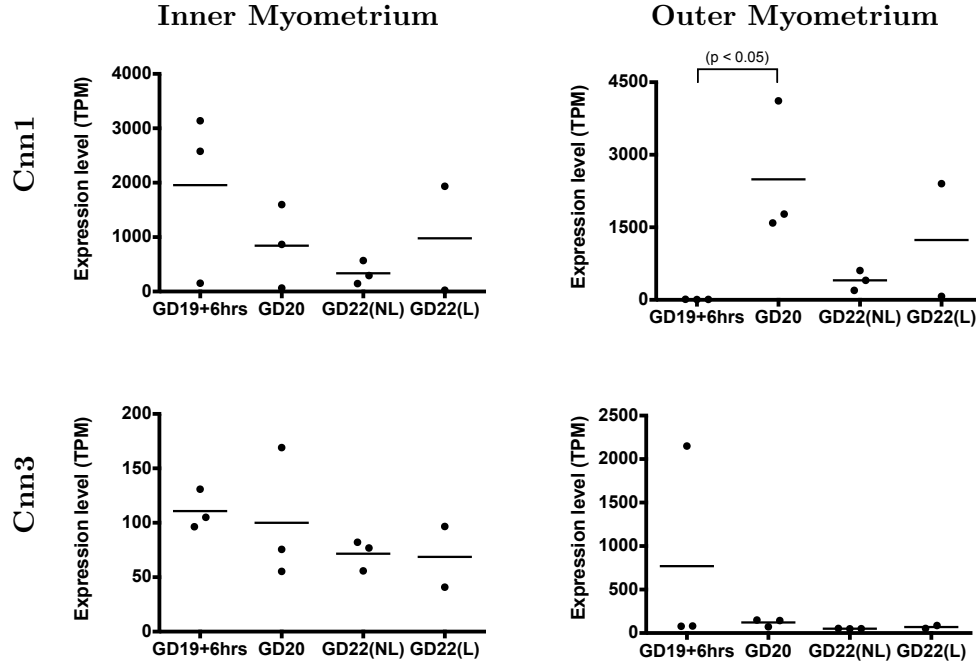 Inner Myometrium
Outer Myometrium
Cnn1
Expression level (TPM)
4000
3000
2000
1000
0
GD19+6hrs GD20 GD22(NL) GD22(L)
(p < 0.05)
Expression level (TPM)
4500
3000
1500
0
GD19+6hrs GD20 GD22(NL) GD22(L)
Cnn3
Expression level (TPM)
200
150
100
50
0
GD19+6hrs GD20 GD22(NL) GD22(L)
Expression level (TPM)
2500
2000
1500
1000
500
0
GD19+6hrs GD20 GD22(NL) GD22(L)